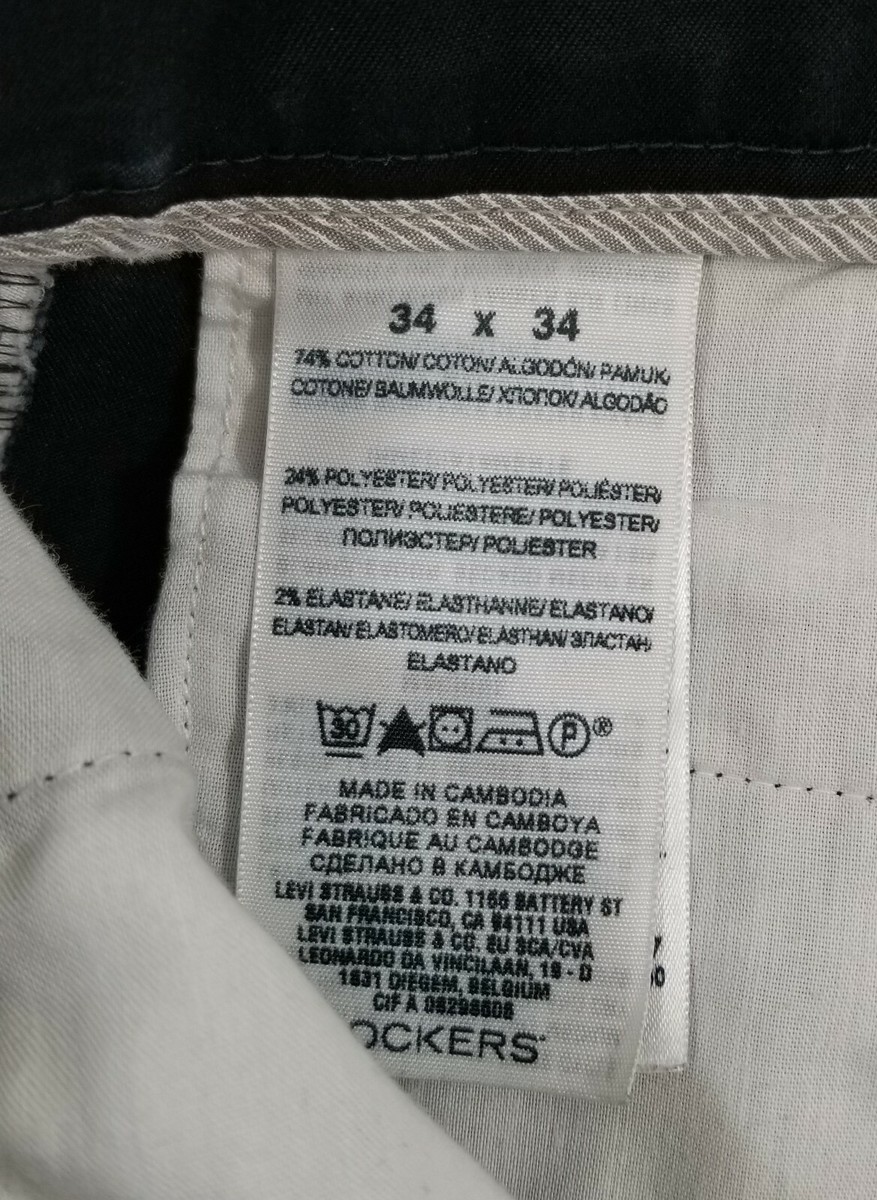 34 x 34
74% COTTON/ COTON/ ALGODÓN/ PAMUK/
COTONE/ BAUMWOLLE/ ХЛОПОК/ ALGODÃO
24% POLYESTER/ POLYESTER/ POLIÉSTER/
POLYESTER/ POLIESTERE/ POLYESTER/
ПОЛИЭСТЕР/ POLIESTER
2% ELASTANE/ ELASTHANNE/ ELASTANO/
ELASTAN/ ELASTOMERO/ ELASTHAN/ ЭЛАСТАН/
ELASTANO
30 P ®
MADE IN CAMBODIA
FABRICADO EN CAMBOYA
FABRIQUE AU CAMBODGE
СДЕЛАНО В КАМБОДЖЕ
LEVI STRAUSS & CO. 1155 BATTERY ST
SAN FRANCISCO, CA 94111 USA
LEVI STRAUSS & CO. EU SCA/CVA
LEONARDO DA VINCILAAN, 19 - D
1831 DIEGEM, BELGIUM
CIF A
OCKERS